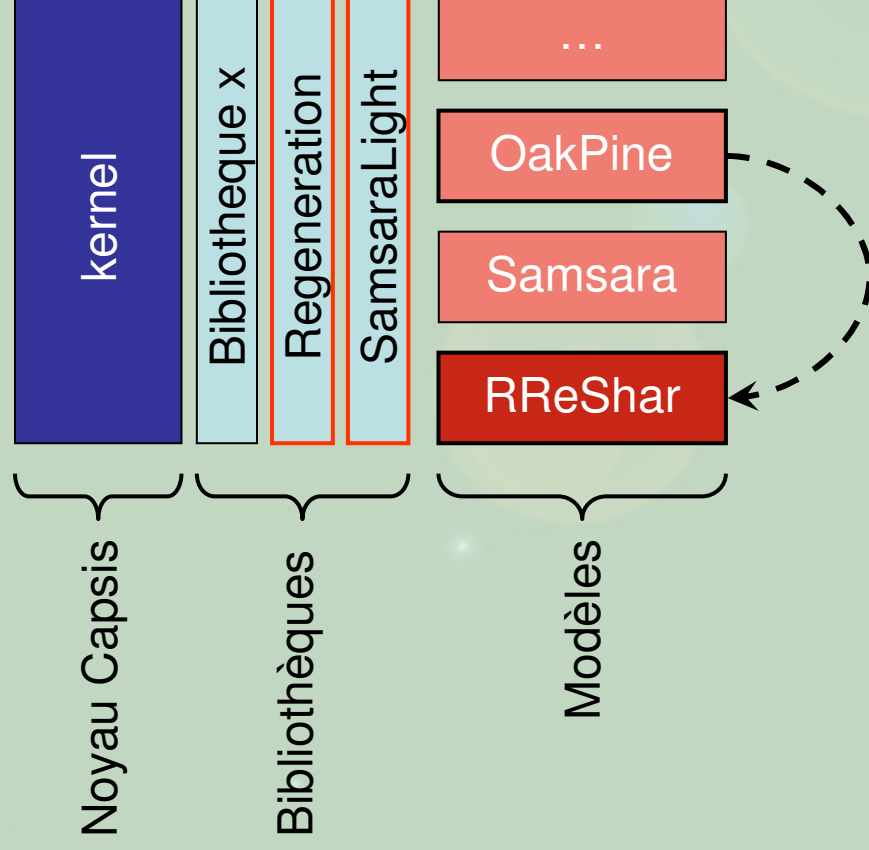 kernel
Bibliotheque x
Regeneration
SamsaraLight
...
OakPine
Samsara
RReShar
Noyau Capsis
Bibliothèques
Modèles